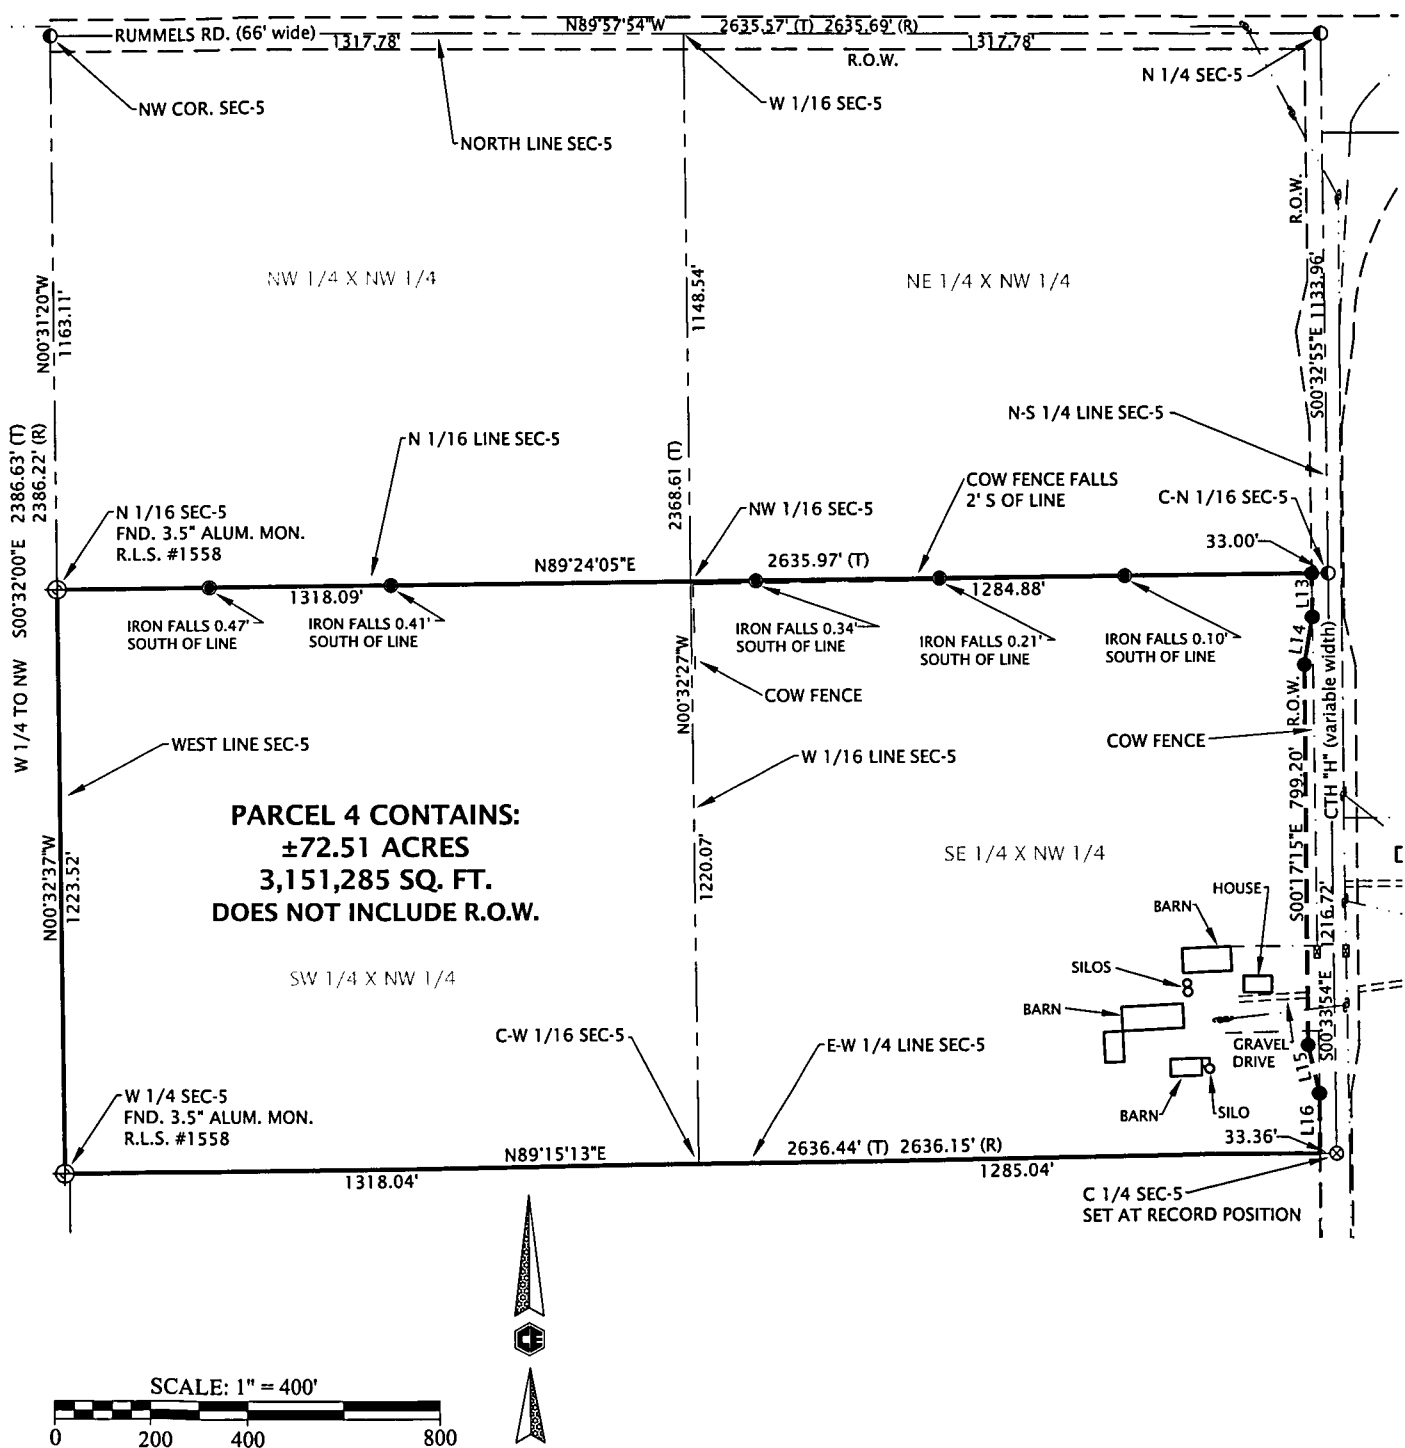 N89°57'54"W 2635.57' (T) 2635.69' (R)
RUMMELS RD. (66' wide)
1317.78'
1317.78'
R.O.W.
N 1/4 SEC-5
NW COR. SEC-5
W 1/16 SEC-5
NORTH LINE SEC-5
R.O.W.
NW 1/4 X NW 1/4
NE 1/4 X NW 1/4
N00°31'20"W
1163.11'
1148.54'
S00°32'55"E 1133.96'
N-S 1/4 LINE SEC-5
N 1/16 LINE SEC-5
W 1/4 TO NW S00°32'00"E 2386.63' (T)
2386.22' (R)
2368.61 (T)
COW FENCE FALLS
2' S OF LINE
C-N 1/16 SEC-5
N 1/16 SEC-5
FND. 3.5" ALUM. MON.
R.L.S. #1558
NW 1/16 SEC-5
33.00'
N89°24'05"E
2635.97' (T)
1318.09'
1284.88'
L13
IRON FALLS 0.47'
SOUTH OF LINE
IRON FALLS 0.41'
SOUTH OF LINE
IRON FALLS 0.34'
SOUTH OF LINE
IRON FALLS 0.21'
SOUTH OF LINE
IRON FALLS 0.10'
SOUTH OF LINE
L14
N00°32'27"W
COW FENCE
R.O.W.
CTH "H" (variable width)
COW FENCE
WEST LINE SEC-5
W 1/16 LINE SEC-5
S00°17'15"E 799.20'
PARCEL 4 CONTAINS:
±72.51 ACRES
3,151,285 SQ. FT.
DOES NOT INCLUDE R.O.W.
N00°32'37"W
1223.52'
1220.07'
SE 1/4 X NW 1/4
HOUSE
BARN
S00°33'54"E 1216.72'
SW 1/4 X NW 1/4
SILOS
BARN
C-W 1/16 SEC-5
E-W 1/4 LINE SEC-5
GRAVEL
DRIVE
L15
W 1/4 SEC-5
FND. 3.5" ALUM. MON.
R.L.S. #1558
BARN
SILO
L16
33.36'
N89°15'13"E
2636.44' (T) 2636.15' (R)
1318.04'
1285.04'
C 1/4 SEC-5
SET AT RECORD POSITION
SCALE: 1" = 400'
0 200 400 800